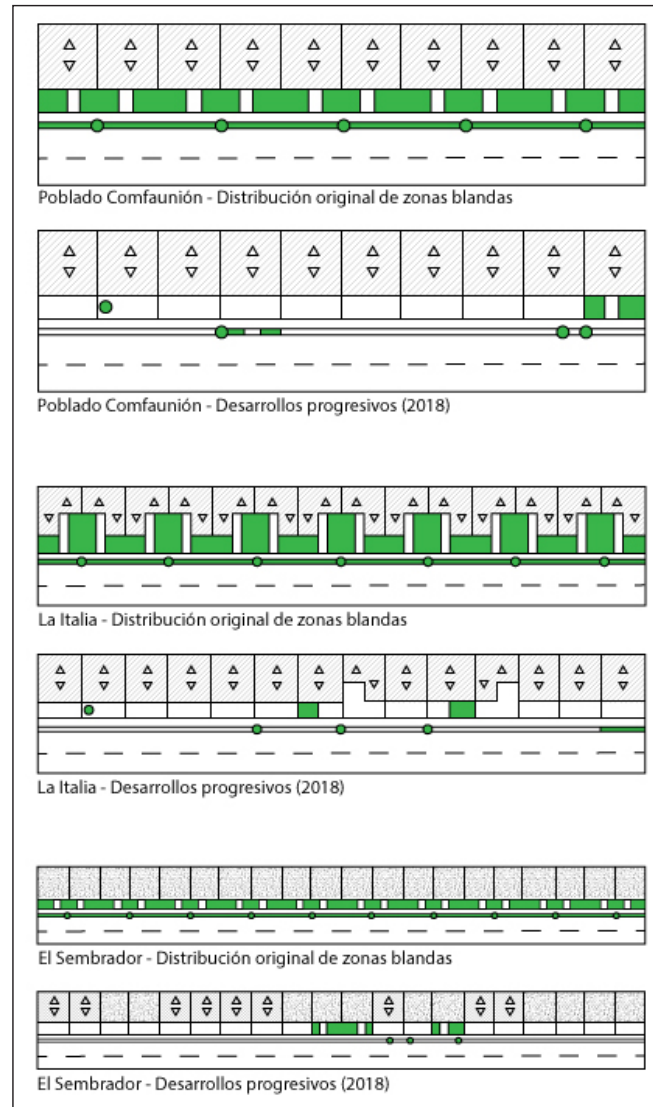 Poblado Comfaunión - Distribución original de zonas blandas
Poblado Comfaunión - Desarrollos progresivos (2018)
La Italia - Distribución original de zonas blandas
La Italia - Desarrollos progresivos (2018)
El Sembrador - Distribución original de zonas blandas
El Sembrador - Desarrollos progresivos (2018)